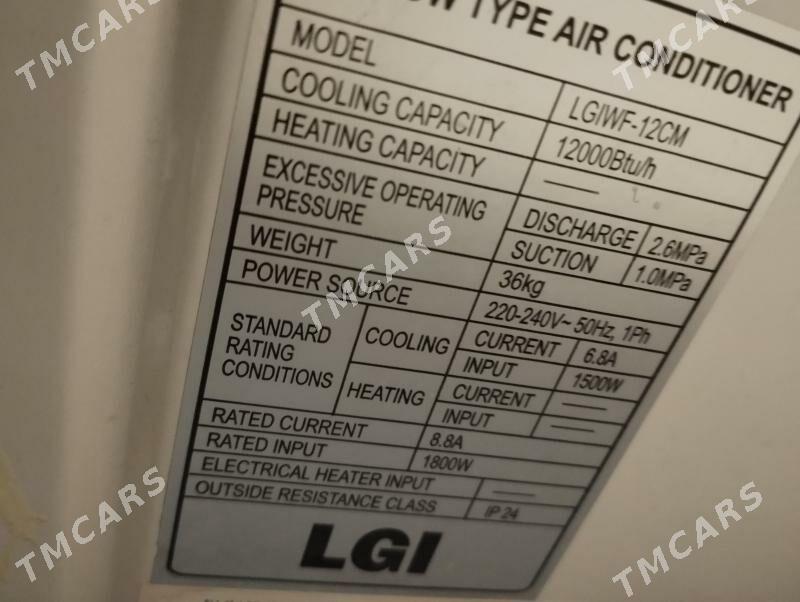 TYPE AIR CONDITIONER
MODEL LGIWF-12CM
COOLING CAPACITY 12000Btu/h
HEATING CAPACITY ——
EXCESSIVE OPERATING PRESSURE DISCHARGE 2.6MPa
SUCTION 1.0MPa
WEIGHT 36kg
POWER SOURCE 220-240V~ 50Hz, 1Ph
STANDARD RATING CONDITIONS COOLING CURRENT 6.8A
INPUT 1500W
HEATING CURRENT ——
INPUT ——
RATED CURRENT 8.8A
RATED INPUT 1800W
ELECTRICAL HEATER INPUT ——
OUTSIDE RESISTANCE CLASS IP 24
LGI
TMCARS
TMCARS
TMCARS
TMCARS
TMCARS